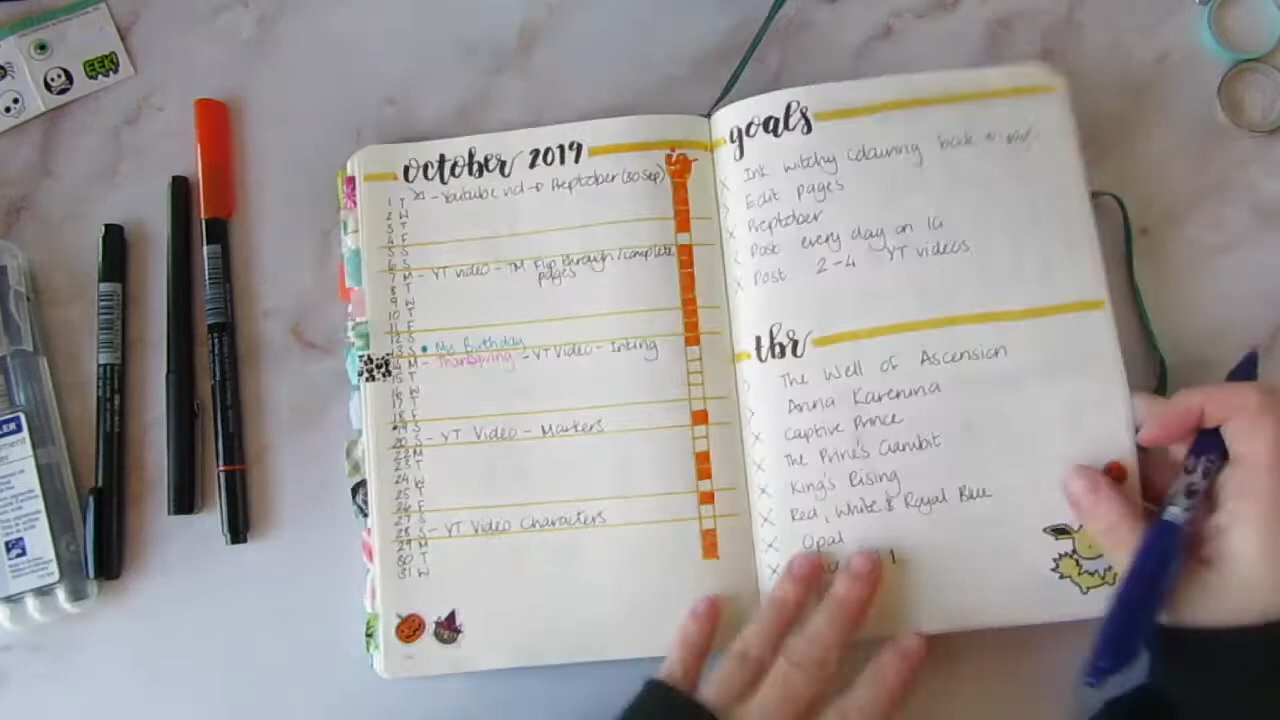 EEK!
october 2019
- Youtube vid → Preptober (30 Sep)
1 T
2 W
3 T
4 F
5 S
6 S
7 M - YT video - TM Flip through/complete
pages
8 T
9 W
10 T
11 F
12 S
13 S • My Birthday
14 M - Thanksgiving - YT Video - Inking
15 T
16 W
17 T
18 F
19 S
20 S - YT Video - Markers
22 M
23 T
24 W
25 T
26 F
27 S
28 S - YT Video Characters
29 M
30 T
31 W
goals
Ink witchy colouring book
Edit pages
X Preptober
Post every day on IG
X Post 2-4 YT videos
tbr
The Well of Ascension
Anna Karenina
X Captive Prince
X The Prince's Gambit
X King's Rising
X Red, White & Royal Blue
X Opal
X